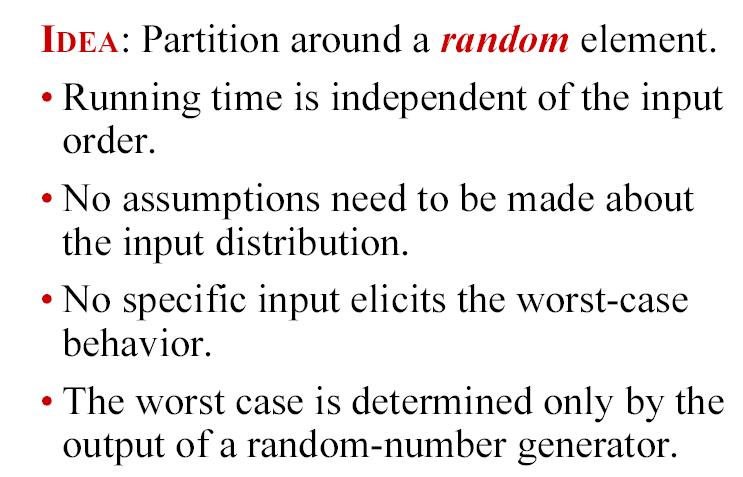 IDEA: Partition around a random element.
• Running time is independent of the input
order.
• No assumptions need to be made about
the input distribution.
• No specific input elicits the worst-case
behavior.
• The worst case is determined only by the
output of a random-number generator.